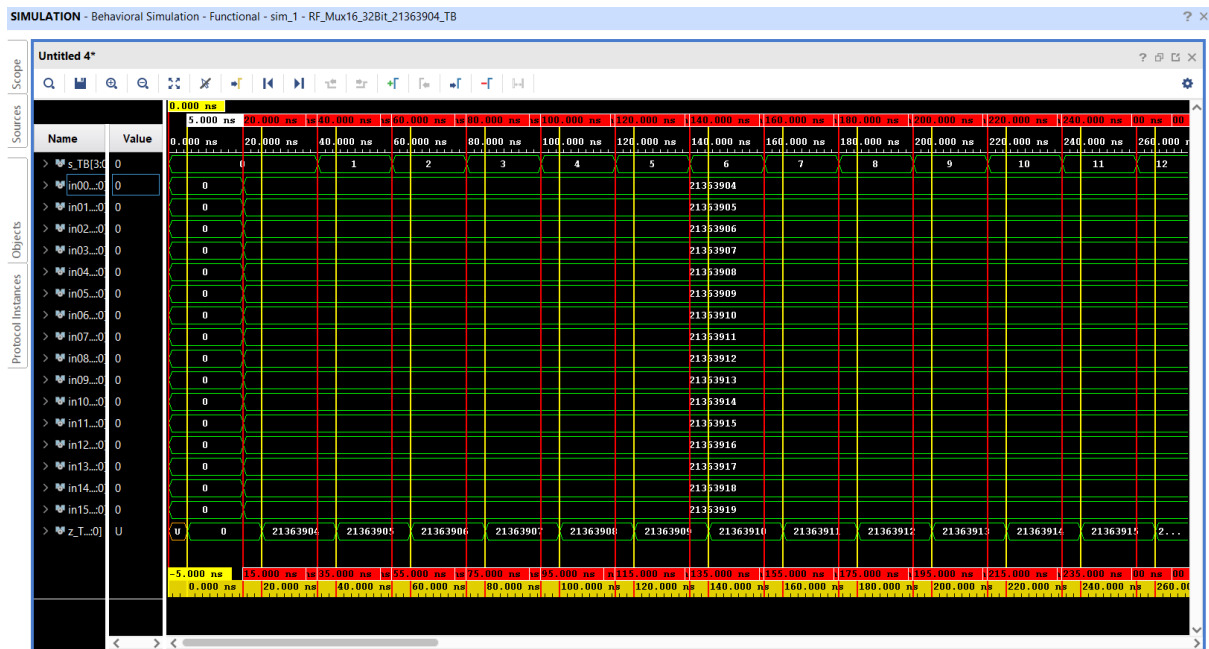 SIMULATION - Behavioral Simulation - Functional - sim_1 - RF_Mux16_32Bit_21363904_TB
Scope
Sources
Objects
Protocol Instances
Untitled 4*
Name Value
0.000 ns
5.000 ns 20.000 ns 40.000 ns 60.000 ns 80.000 ns 100.000 ns 120.000 ns 140.000 ns 160.000 ns 200.000 ns 220.000 ns 240.000 ns 00 ns 00
0.000 ns 20.000 ns 40.000 ns 60.000 ns 80.000 ns 100.000 ns 120.000 ns 140.000 ns 160.000 ns 180.000 ns 200.000 ns 220.000 ns 240.000 ns 260.000 n
s_TB[3:0 0 0 1 2 3 4 5 6 7 8 9 10 11 12
in00...:0] 0 0 21363904
in01...:0] 0 0 21363905
in02...:0] 0 0 21363906
in03...:0] 0 0 21363907
in04...:0] 0 0 21363908
in05...:0] 0 0 21363909
in06...:0] 0 0 21363910
in07...:0] 0 0 21363911
in08...:0] 0 0 21363912
in09...:0] 0 0 21363913
in10...:0] 0 0 21363914
in11...:0] 0 0 21363915
in12...:0] 0 0 21363916
in13...:0] 0 0 21363917
in14...:0] 0 0 21363918
in15...:0] 0 0 21363919
z_T...:0] U U 0 21363904 21363905 21363906 21363907 21363908 21363909 21363910 21363911 21363912 21363913 21363914 21363915 2...
-5.000 ns 15.000 ns 35.000 ns 55.000 ns 75.000 ns 95.000 ns 115.000 ns 135.000 ns 155.000 ns 175.000 ns 195.000 ns 215.000 ns 235.000 ns 00 ns 00
0.000 ns 20.000 ns 40.000 ns 60.000 ns 80.000 ns 100.000 ns 120.000 ns 140.000 ns 160.000 ns 180.000 ns 200.000 ns 220.000 ns 240.000 ns 260.00